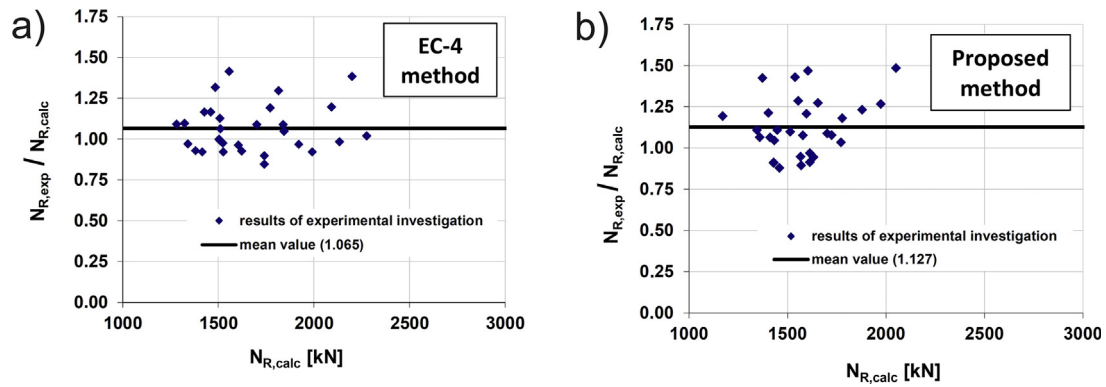 a)
1.75
1.50
1.25
1.00
0.75
0.50
0.25
0.00
N_R,exp / N_R,calc
EC-4
method
results of experimental investigation
mean value (1.065)
1000 1500 2000 2500 3000
N_R,calc [kN]
b)
1.75
1.50
1.25
1.00
0.75
0.50
0.25
0.00
N_R,exp / N_R,calc
Proposed
method
results of experimental investigation
mean value (1.127)
1000 1500 2000 2500 3000
N_R,calc [kN]